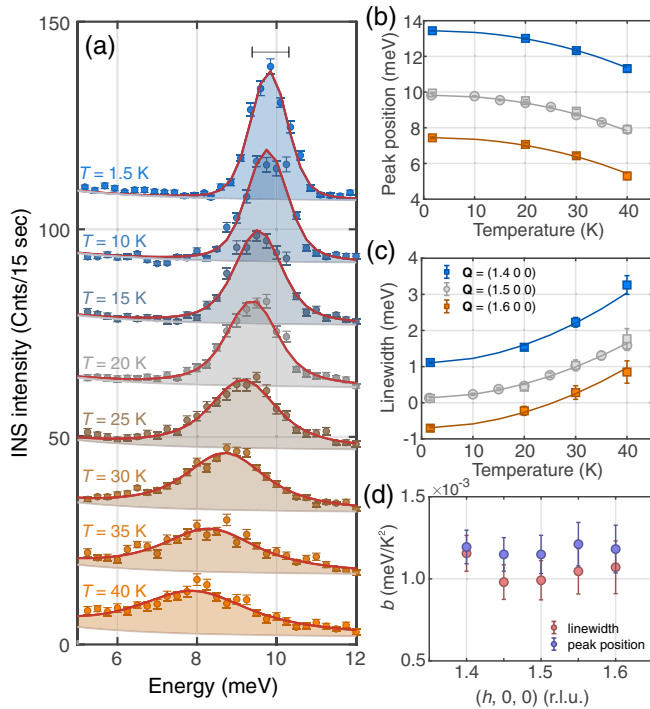 (a)
T = 1.5 K
T = 10 K
T = 15 K
T = 20 K
T = 25 K
T = 30 K
T = 35 K
T = 40 K
INS intensity (Cnts/15 sec)
150
100
50
0
6 8 10 12
Energy (meV)
(b)
Peak position (meV)
14
12
10
8
6
4
0 10 20 30 40
Temperature (K)
(c)
Linewidth (meV)
4
3
2
1
0
-1
Q = (1.4 0 0)
Q = (1.5 0 0)
Q = (1.6 0 0)
0 10 20 30 40
Temperature (K)
(d)
×10⁻³
b (meV/K²)
1.5
1.0
0.5
linewidth
peak position
1.4 1.5 1.6
(h, 0, 0) (r.l.u.)